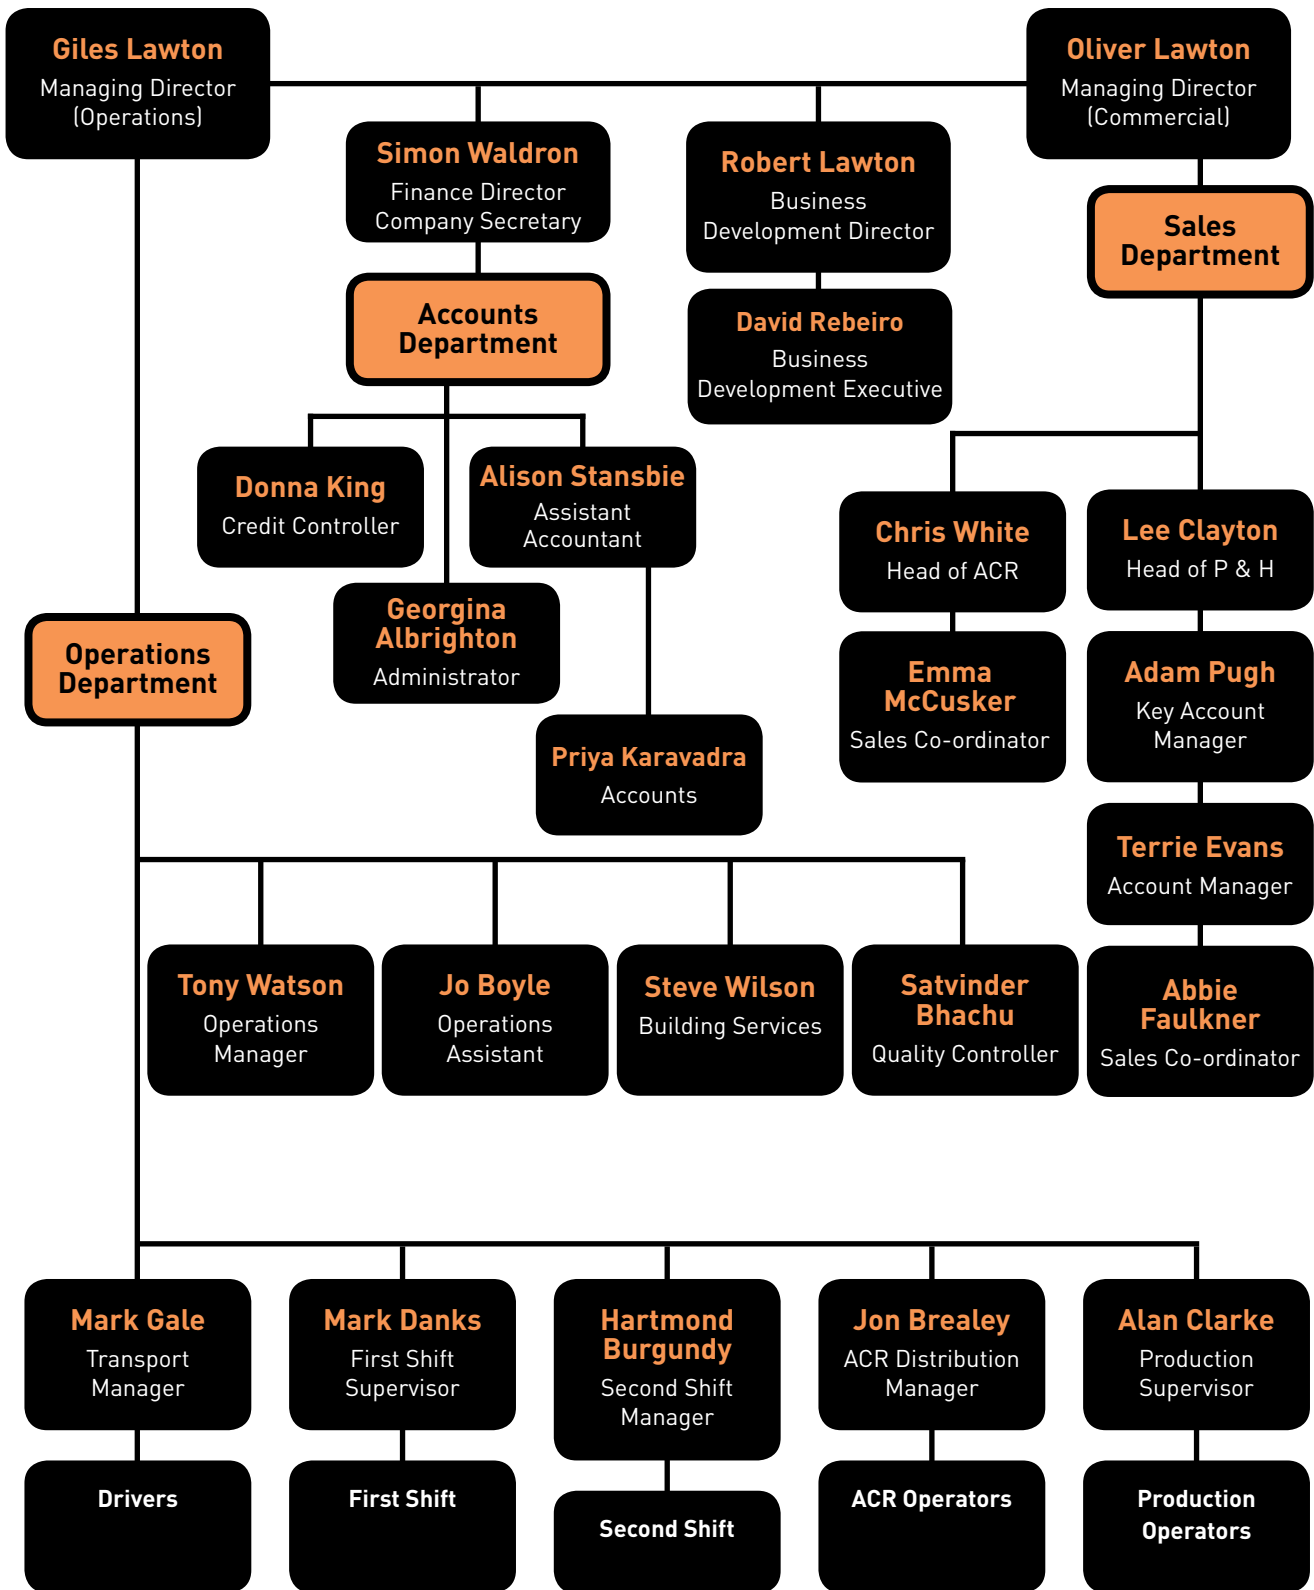 Giles Lawton
Managing Director
(Operations)
Oliver Lawton
Managing Director
(Commercial)
Simon Waldron
Finance Director
Company Secretary
Robert Lawton
Business
Development Director
Sales
Department
Accounts
Department
David Rebeiro
Business
Development Executive
Donna King
Credit Controller
Alison Stansbie
Assistant
Accountant
Chris White
Head of ACR
Lee Clayton
Head of P & H
Georgina
Albrighton
Administrator
Operations
Department
Emma
McCusker
Sales Co-ordinator
Adam Pugh
Key Account
Manager
Priya Karavadra
Accounts
Terrie Evans
Account Manager
Tony Watson
Operations
Manager
Jo Boyle
Operations
Assistant
Steve Wilson
Building Services
Satvinder
Bhachu
Quality Controller
Abbie
Faulkner
Sales Co-ordinator
Mark Gale
Transport
Manager
Mark Danks
First Shift
Supervisor
Hartmond
Burgundy
Second Shift
Manager
Jon Brealey
ACR Distribution
Manager
Alan Clarke
Production
Supervisor
Drivers
First Shift
Second Shift
ACR Operators
Production
Operators